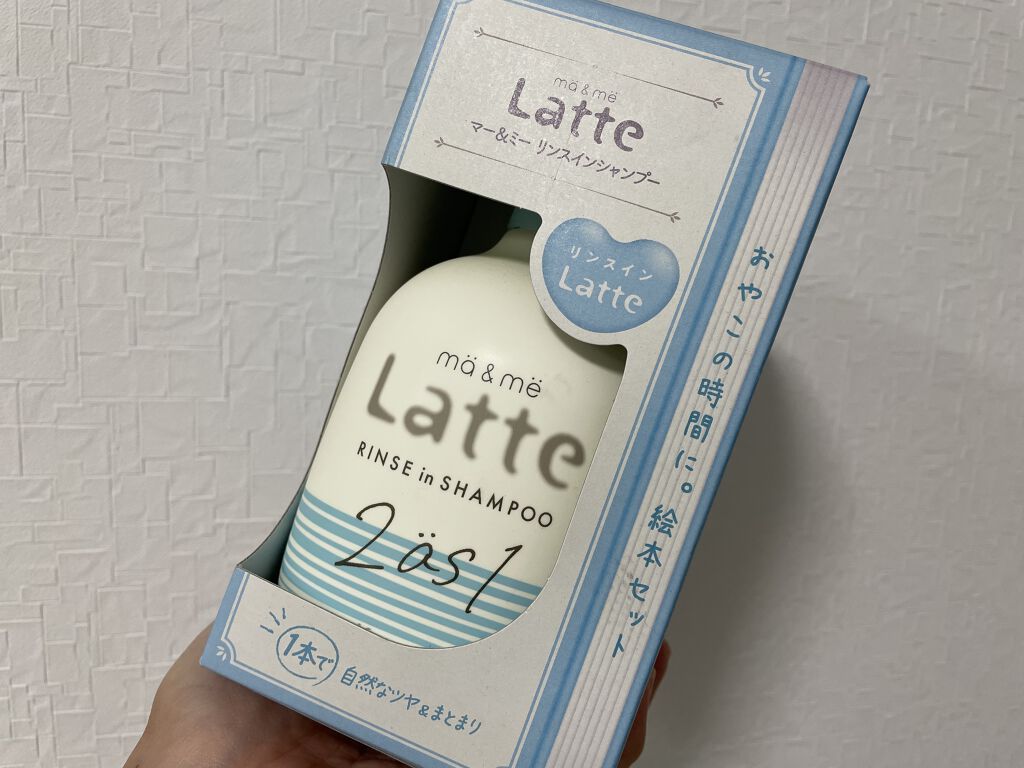 mä & më
Latte
マー&ミー リンスインシャンプー
リンスイン
Latte
mä & më
Latte
RINSE in SHAMPOO
2äs1
1本で
自然なツヤ&まとまり
おやこの時間に。絵本セット